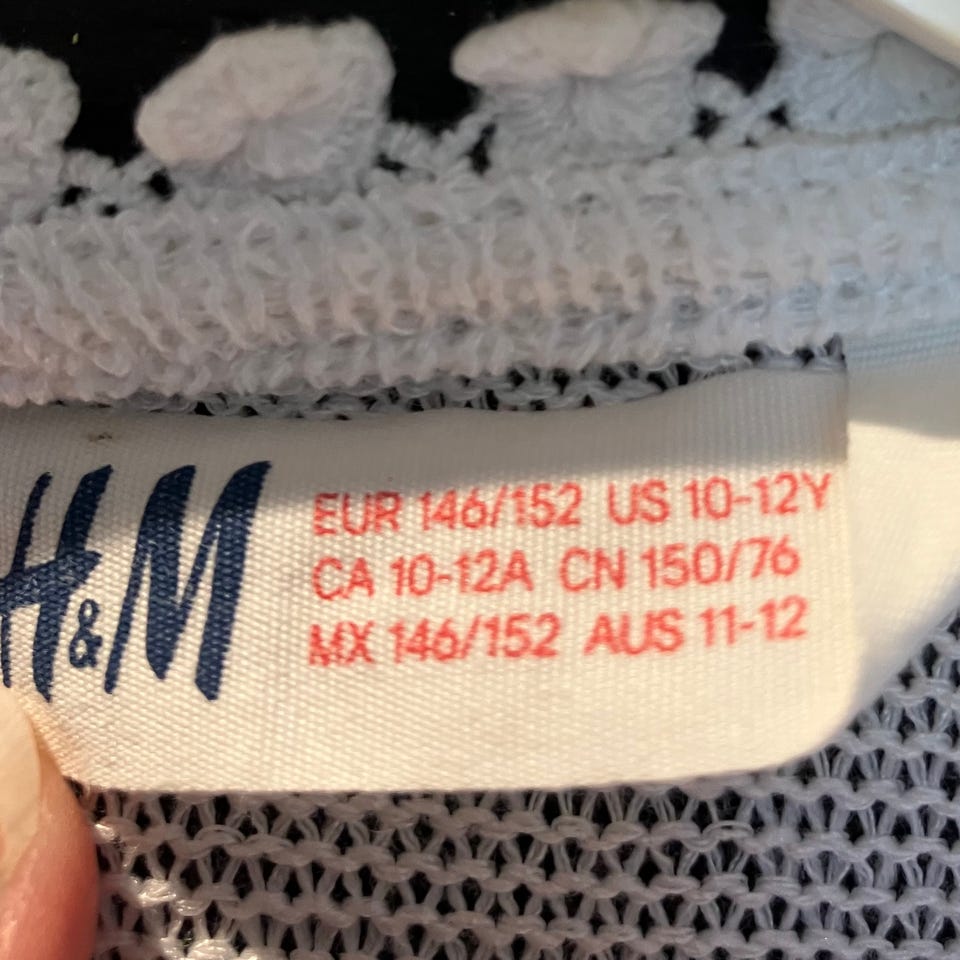 H&M
EUR 146/152 US 10-12Y
CA 10-12A CN 150/76
MX 146/152 AUS 11-12